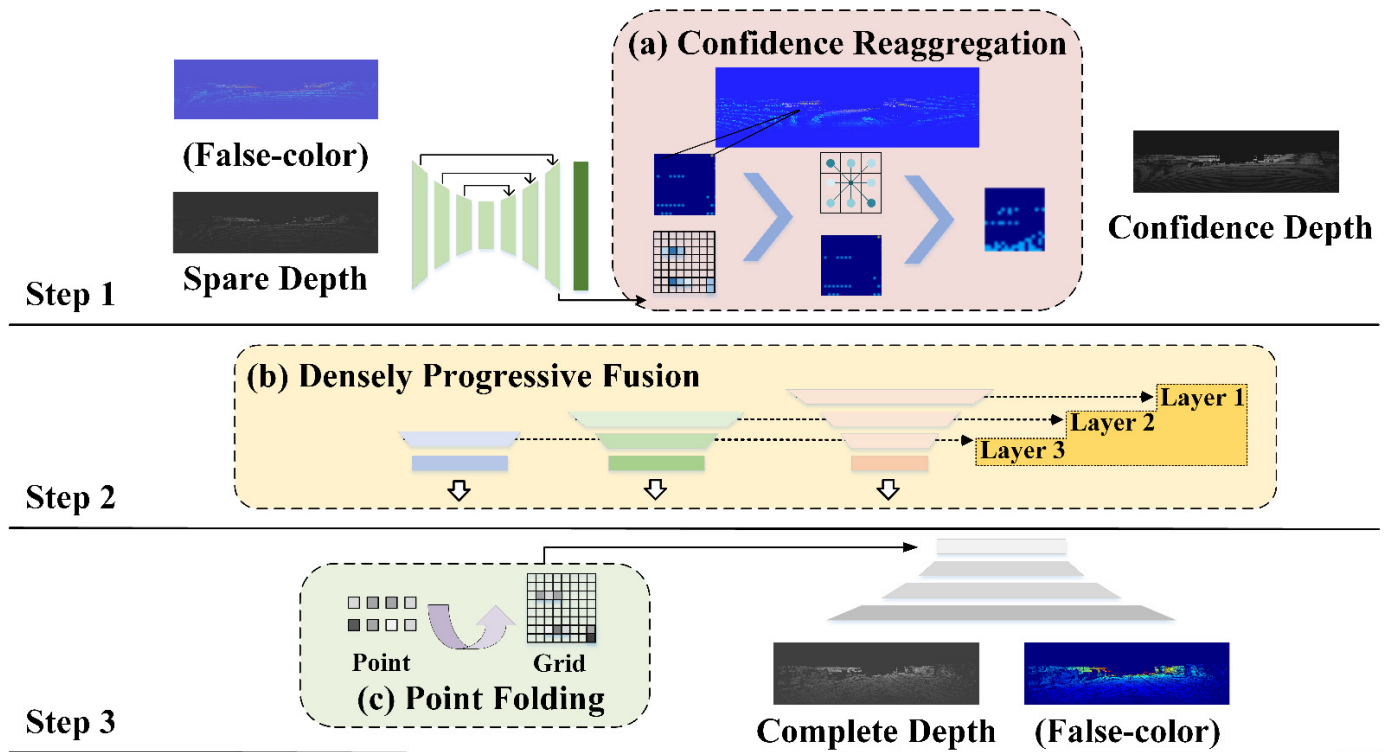 (a) Confidence Reaggregation
(False-color)
Spare Depth
Confidence Depth
Step 1
(b) Densely Progressive Fusion
Layer 1
Layer 2
Layer 3
Step 2
Point
Grid
(c) Point Folding
Complete Depth
(False-color)
Step 3